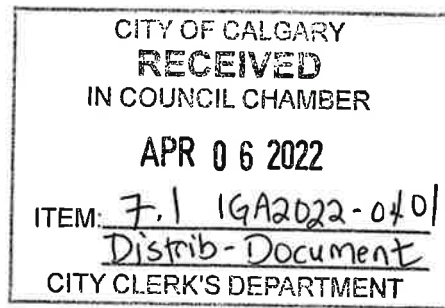 CITY OF CALGARY
RECEIVED
IN COUNCIL CHAMBER
APR 06 2022
ITEM: 7.1 IGA2022-0401
Distrib-Document
CITY CLERK'S DEPARTMENT